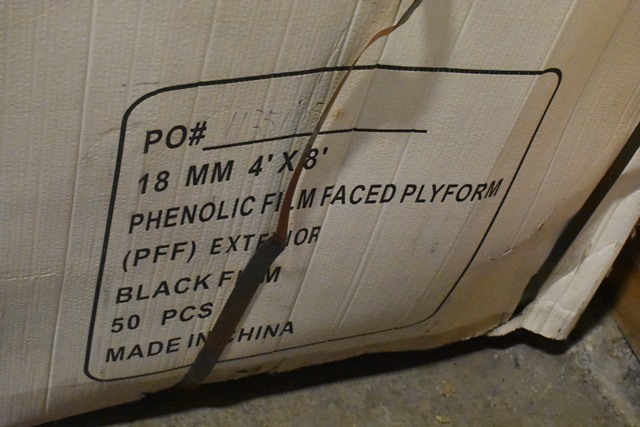 PO#
18 MM 4' X 8'
PHENOLIC FILM FACED PLYFORM
(PFF) EXTERIOR
BLACK FILM
50 PCS
MADE IN CHINA